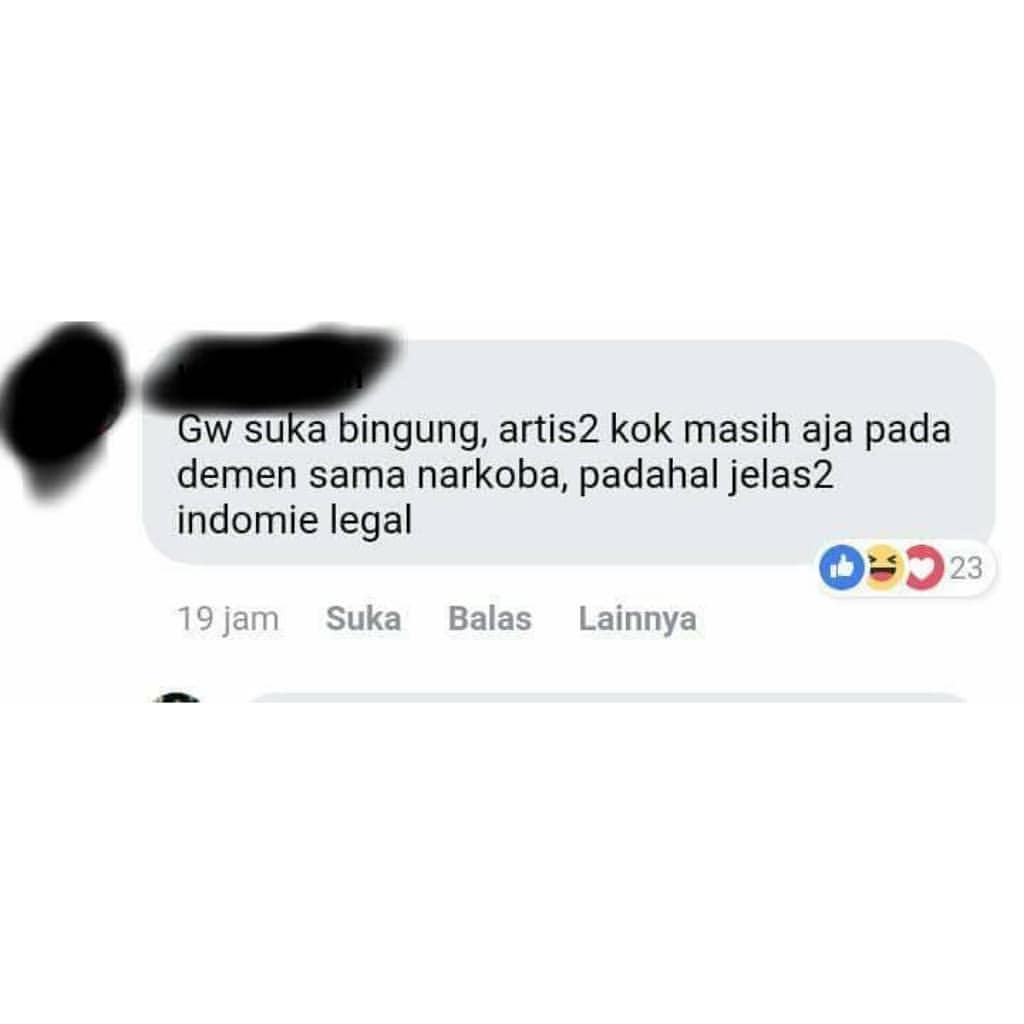 Gw suka bingung, artis2 kok masih aja pada
demen sama narkoba, padahal jelas2
indomie legal
23
19 jam Suka Balas Lainnya